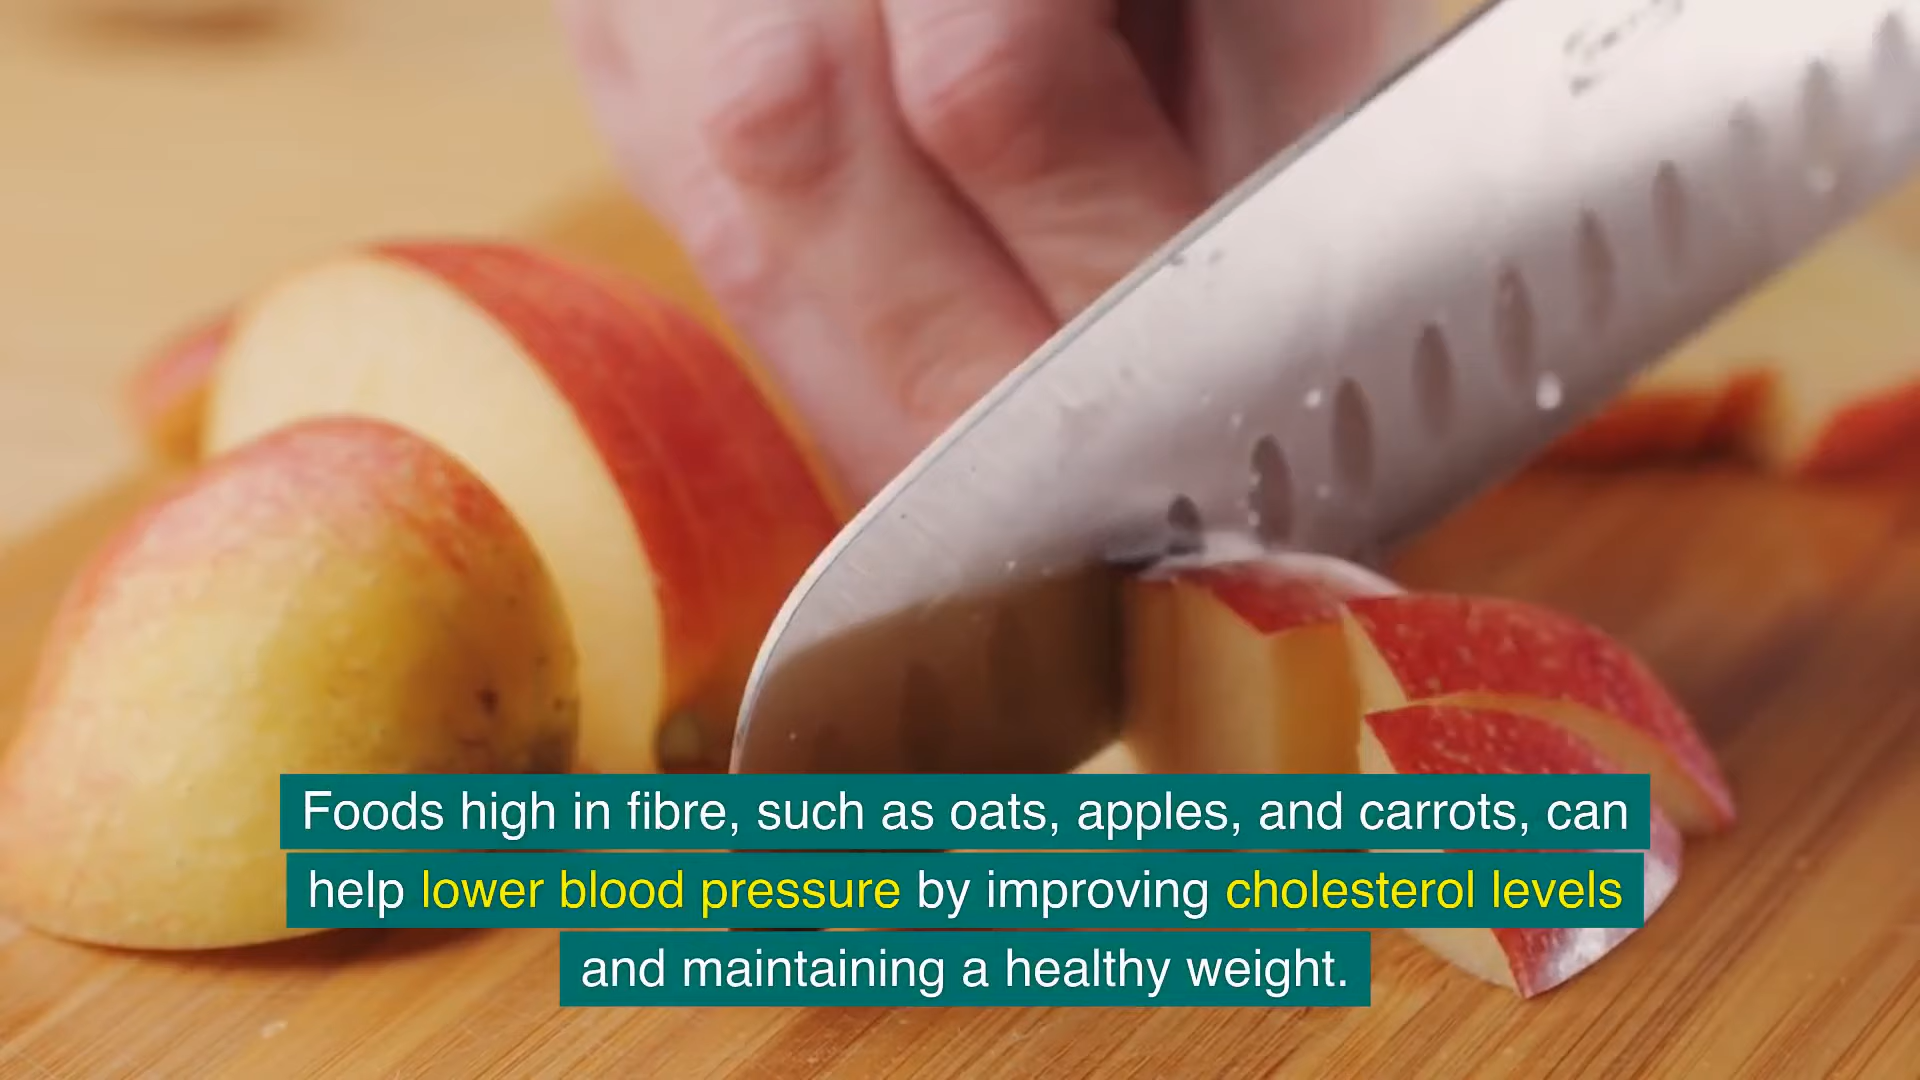 Foods high in fibre, such as oats, apples, and carrots, can
help lower blood pressure by improving cholesterol levels
and maintaining a healthy weight.